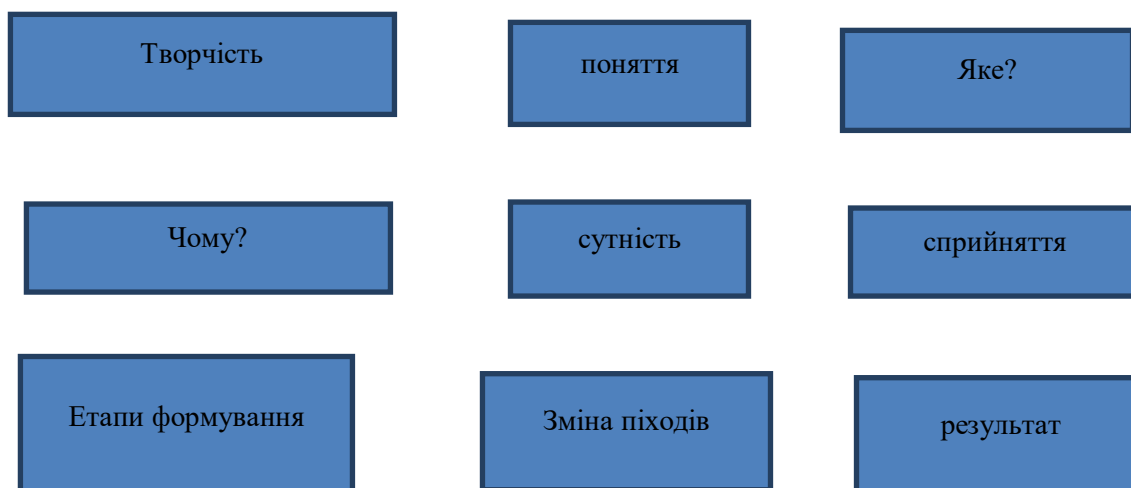 Творчість
поняття
Яке?
Чому?
сутність
сприйняття
Етапи формування
Зміна піходів
результат